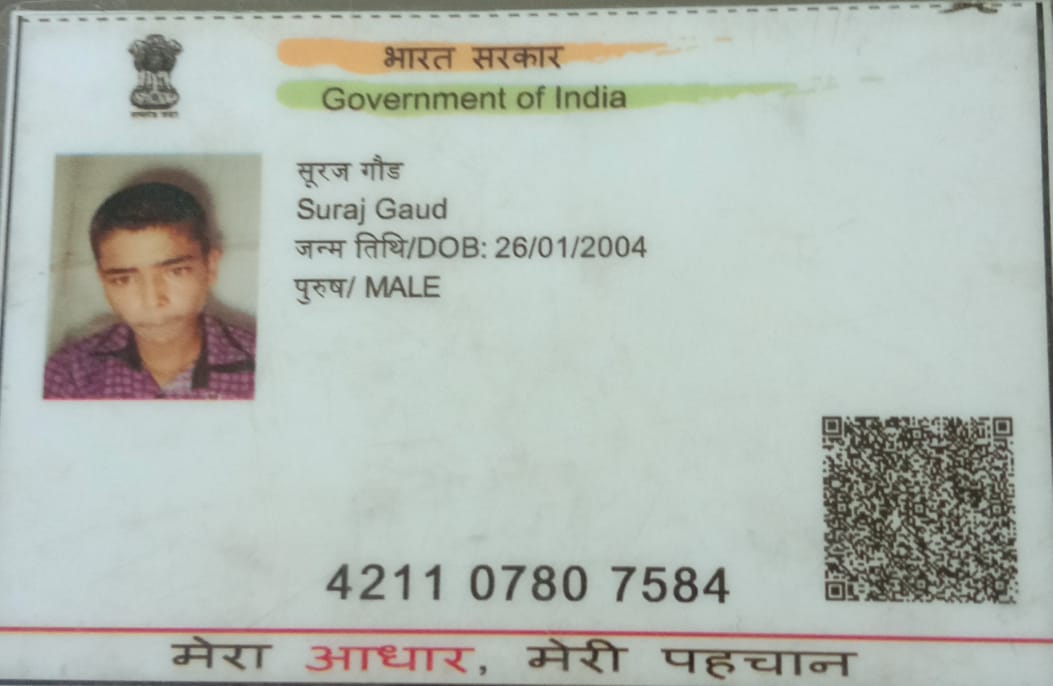 भारत सरकार
Government of India
सूरज गौड
Suraj Gaud
जन्म तिथि/DOB: 26/01/2004
पुरुष/ MALE
4211 0780 7584
मेरा आधार, मेरी पहचान